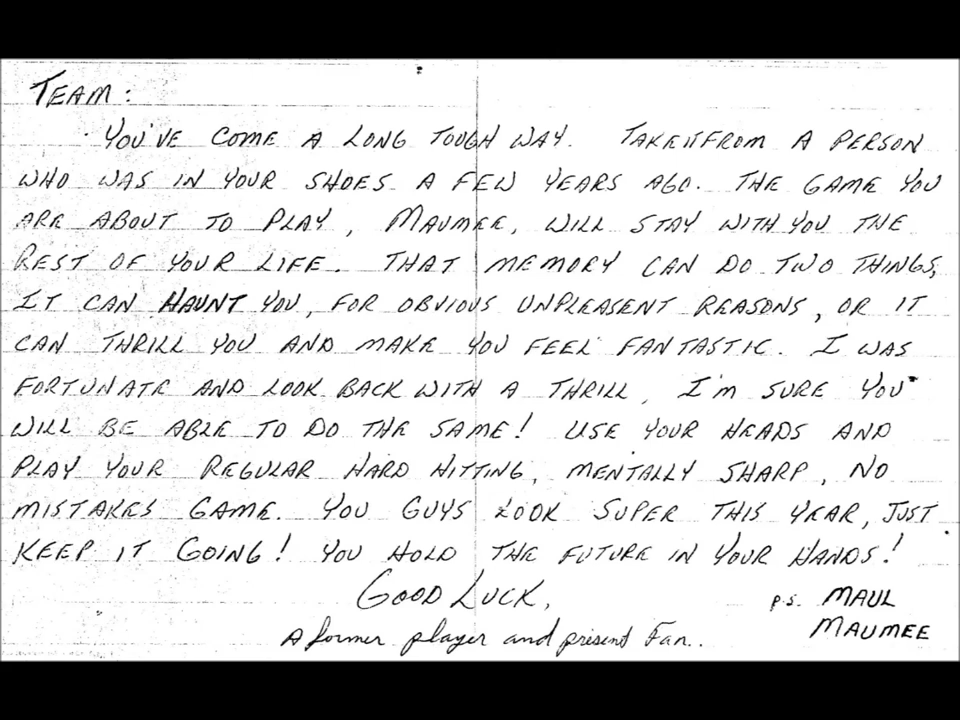 TEAM:
YOU'VE COME A LONG TOUGH WAY. TAKE IT FROM A PERSON
WHO WAS IN YOUR SHOES A FEW YEARS AGO. THE GAME YOU
ARE ABOUT TO PLAY, MAUMEE, WILL STAY WITH YOU THE
REST OF YOUR LIFE. THAT MEMORY CAN DO TWO THINGS,
IT CAN HAUNT YOU, FOR OBVIOUS UNPLEASENT REASONS, OR IT
CAN THRILL YOU AND MAKE YOU FEEL FANTASTIC. I WAS
FORTUNATE AND LOOK BACK WITH A THRILL, I'M SURE YOU
WILL BE ABLE TO DO THE SAME! USE YOUR HEADS AND
PLAY YOUR REGULAR HARD HITTING, MENTALLY SHARP, NO
MISTAKES GAME. YOU GUYS LOOK SUPER THIS YEAR, JUST
KEEP IT GOING! YOU HOLD THE FUTURE IN YOUR HANDS!
GOOD LUCK,
A former player and present Fan..
p.s. MAUL
MAUMEE